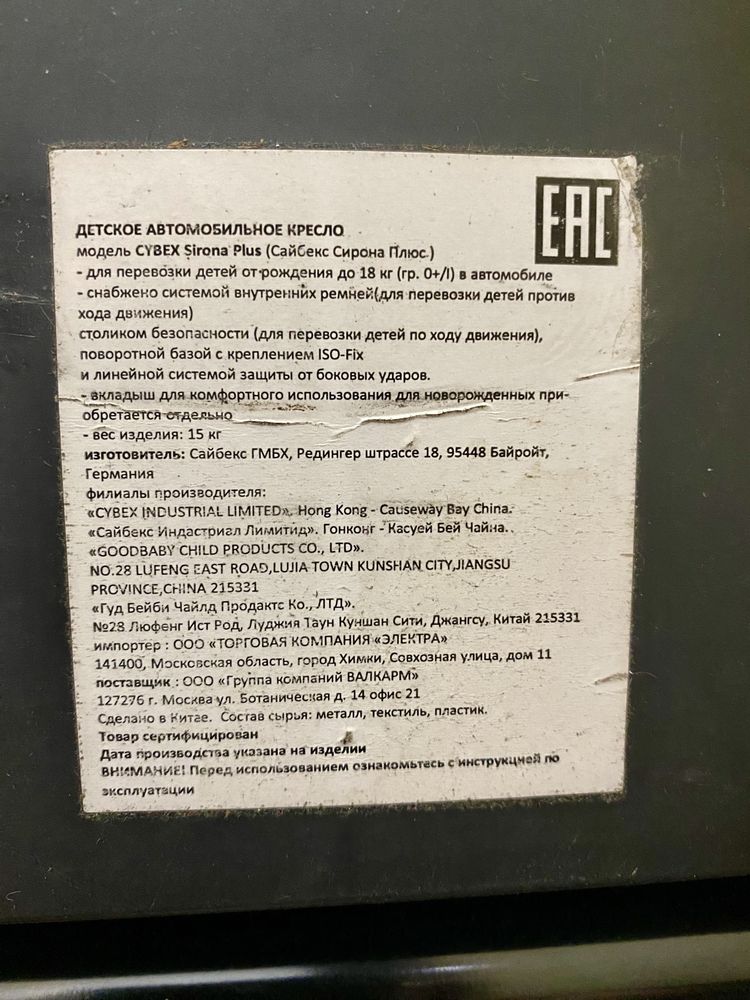 EAC
ДЕТСКОЕ АВТОМОБИЛЬНОЕ КРЕСЛО
модель CYBEX Sirona Plus (Сайбекс Сирона Плюс.)
- для перевозки детей от рождения до 18 кг (гр. 0+/I) в автомобиле
- снабжено системой внутренних ремней(для перевозки детей против
хода движения)
столиком безопасности (для перевозки детей по ходу движения),
поворотной базой с креплением ISO-Fix
и линейной системой защиты от боковых ударов.
- вкладыш для комфортного использования для новорожденных при-
обретается отдельно
- вес изделия: 15 кг
изготовитель: Сайбекс ГМБХ, Редингер штрассе 18, 95448 Байройт,
Германия
филиалы производителя:
«CYBEX INDUSTRIAL LIMITED». Hong Kong - Causeway Bay China.
«Сайбекс Индастриал Лимитид». Гонконг - Касуей Бей Чайна.
«GOODBABY CHILD PRODUCTS CO., LTD».
NO.28 LUFENG EAST ROAD,LUJIA TOWN KUNSHAN CITY,JIANGSU
PROVINCE,CHINA 215331
«Гуд Бейби Чайлд Продактс Ко., ЛТД».
№28 Люфенг Ист Род, Луджия Таун Куншан Сити, Джангсу, Китай 215331
импортер : ООО «ТОРГОВАЯ КОМПАНИЯ «ЭЛЕКТРА»
141400, Московская область, город Химки, Совхозная улица, дом 11
поставщик : ООО «Группа компаний ВАЛКАРМ»
127276 г. Москва ул. Ботаническая д. 14 офис 21
Сделано в Китае. Состав сырья: металл, текстиль, пластик.
Товар сертифицирован
Дата производства указана на изделии
ВНИМАНИЕ! Перед использованием ознакомьтесь с инструкцией по
эксплуатации